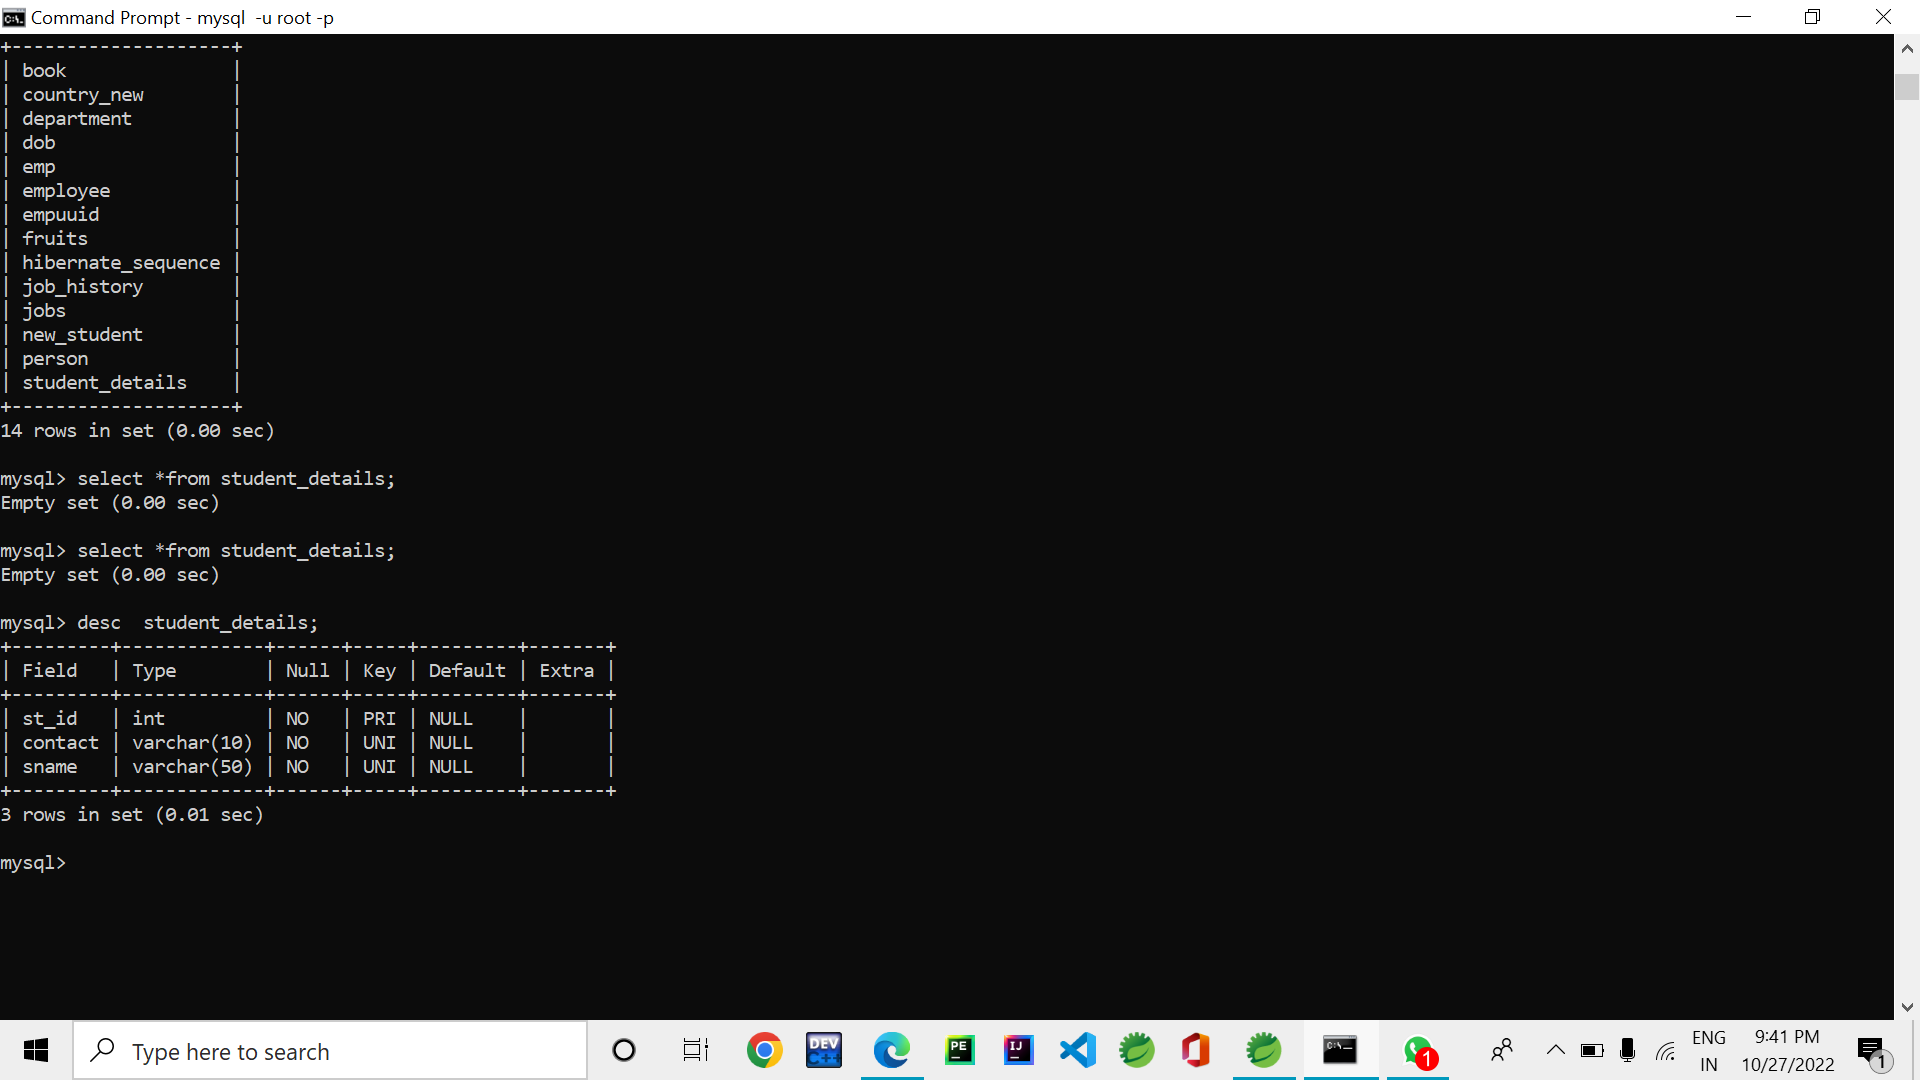 Command Prompt - mysql  -u root -p
+--------------------+
| book               |
| country_new        |
| department         |
| dob                |
| emp                |
| employee           |
| empuuid            |
| fruits             |
| hibernate_sequence |
| job_history        |
| jobs               |
| new_student        |
| person             |
| student_details    |
+--------------------+
14 rows in set (0.00 sec)
mysql> select *from student_details;
Empty set (0.00 sec)
mysql> select *from student_details;
Empty set (0.00 sec)
mysql> desc  student_details;
+---------+-------------+------+-----+---------+-------+
| Field   | Type        | Null | Key | Default | Extra |
+---------+-------------+------+-----+---------+-------+
| st_id   | int         | NO   | PRI | NULL    |       |
| contact | varchar(10) | NO   | UNI | NULL    |       |
| sname   | varchar(50) | NO   | UNI | NULL    |       |
+---------+-------------+------+-----+---------+-------+
3 rows in set (0.01 sec)
mysql>
Type here to search
DEV C++
PE
IJ
C:\_
1
ENG
IN
9:41 PM
10/27/2022
1